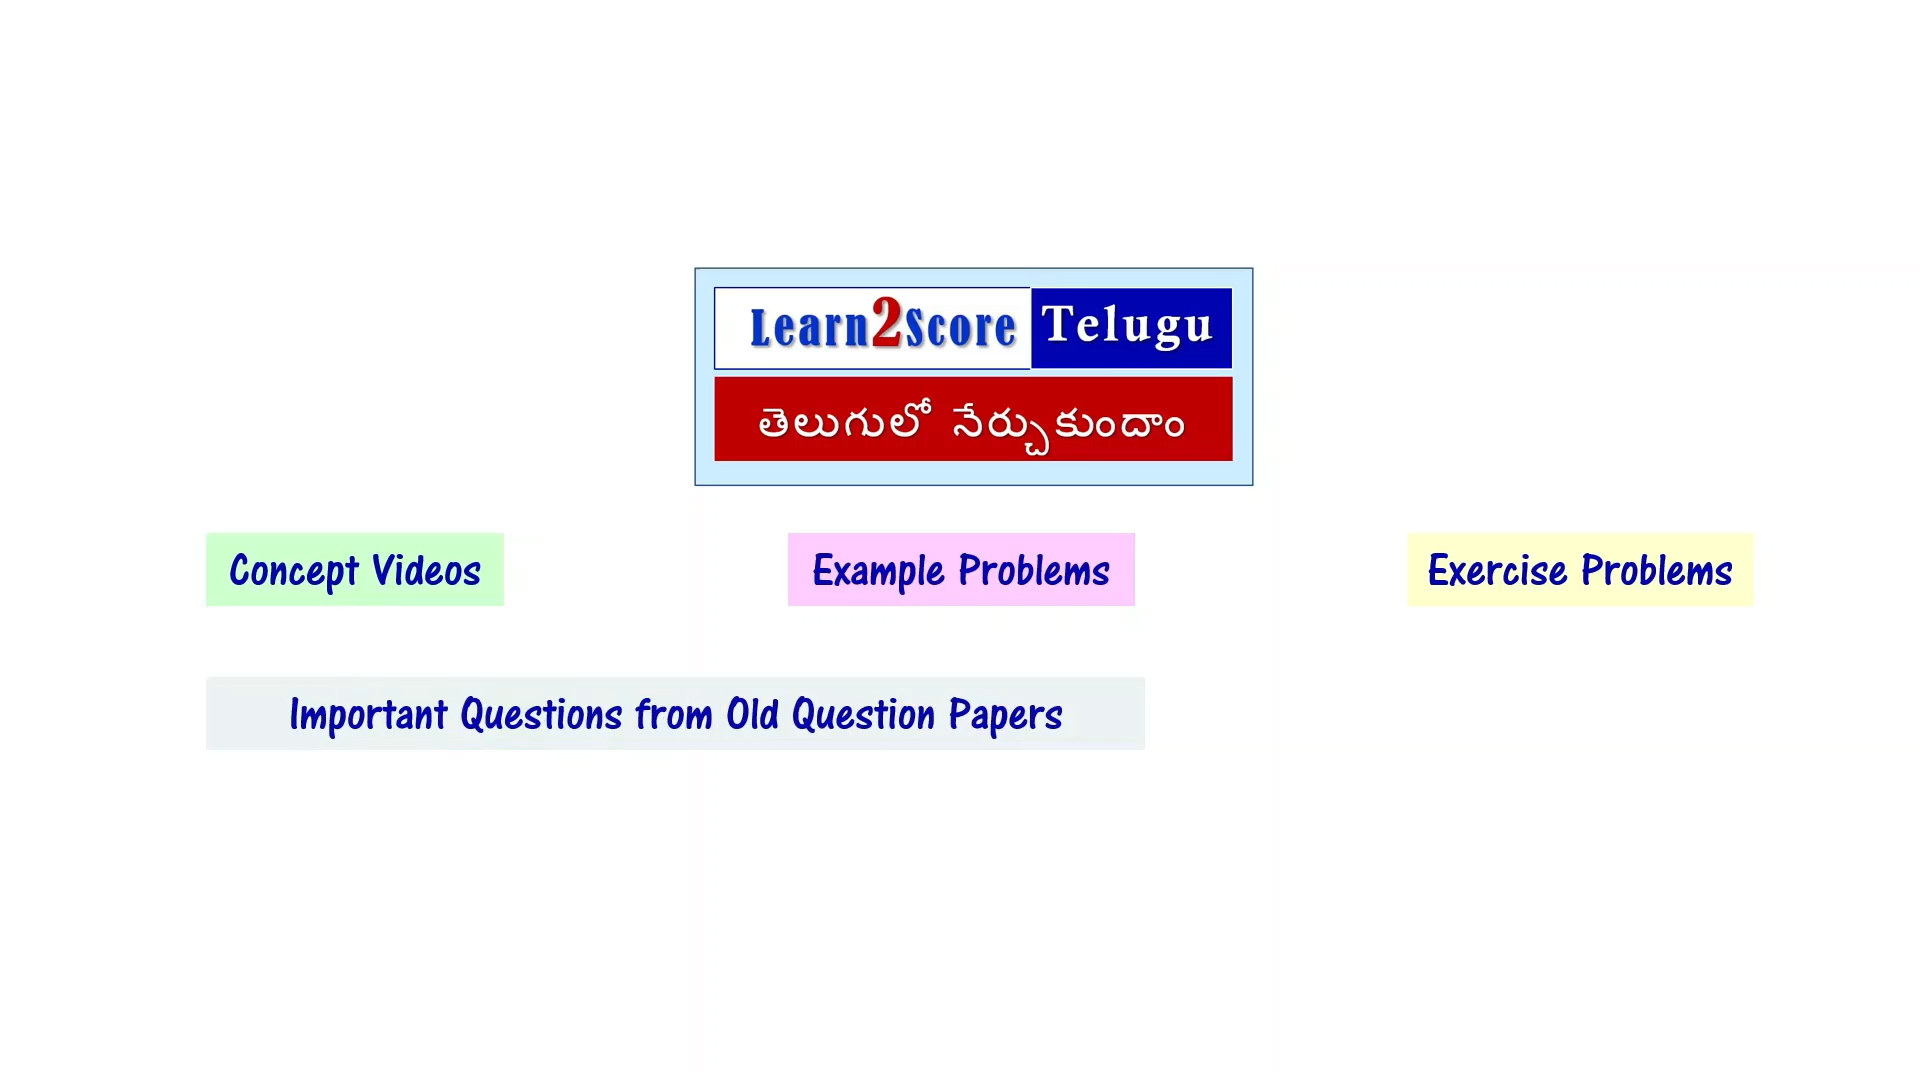 Learn2Score Telugu
తెలుగులో నేర్చుకుందాం
Concept Videos
Example Problems
Exercise Problems
Important Questions from Old Question Papers